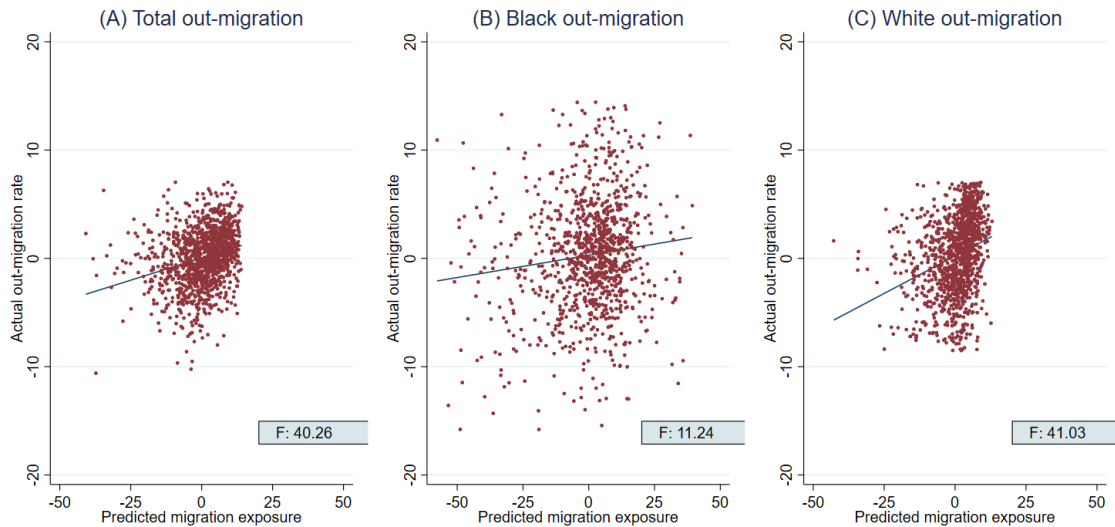 (A) Total out-migration
Actual out-migration rate
20
10
0
-10
-20
F: 40.26
-50
-25
0
25
50
Predicted migration exposure
(B) Black out-migration
Actual out-migration rate
20
10
0
-10
-20
F: 11.24
-50
-25
0
25
50
Predicted migration exposure
(C) White out-migration
Actual out-migration rate
20
10
0
-10
-20
F: 41.03
-50
-25
0
25
50
Predicted migration exposure